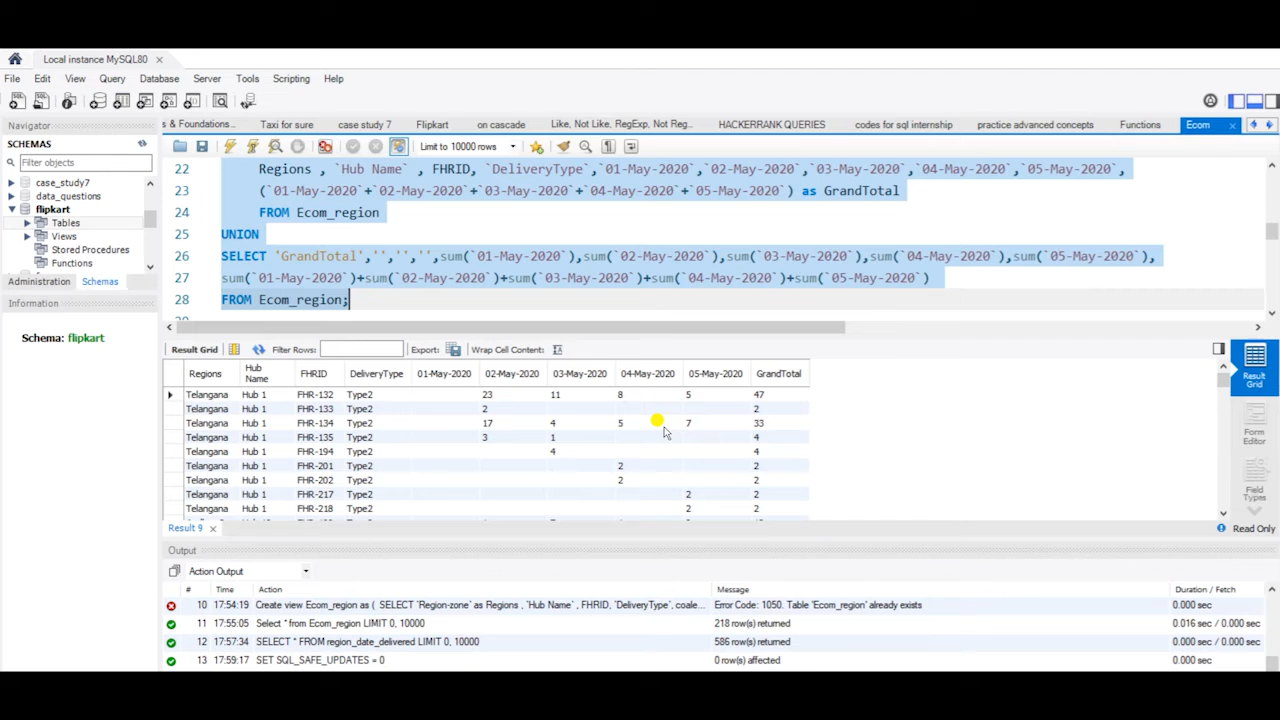 Local instance MySQL80 ×
File Edit View Query Database Server Tools Scripting Help
Navigator
SCHEMAS
Filter objects
case_study7
data_questions
flipkart
Tables
Views
Stored Procedures
Functions
Administration Schemas
Information
Schema: flipkart
s & Foundations... Taxi for sure case study 7 Flipkart on cascade Like, Not Like, RegExp, Not Reg... HACKERRANK QUERIES codes for sql internship practice advanced concepts Functions Ecom ×
Limit to 10000 rows
22 Regions , `Hub Name` , FHRID, `DeliveryType`,`01-May-2020`,`02-May-2020`,`03-May-2020`,`04-May-2020`,`05-May-2020`,
23 (`01-May-2020`+`02-May-2020`+`03-May-2020`+`04-May-2020`+`05-May-2020`) as GrandTotal
24 FROM Ecom_region
25 UNION
26 SELECT 'GrandTotal','','','',sum(`01-May-2020`),sum(`02-May-2020`),sum(`03-May-2020`),sum(`04-May-2020`),sum(`05-May-2020`),
27 sum(`01-May-2020`)+sum(`02-May-2020`)+sum(`03-May-2020`)+sum(`04-May-2020`)+sum(`05-May-2020`)
28 FROM Ecom_region;
Result Grid Filter Rows: Export: Wrap Cell Content:
Regions Hub Name FHRID DeliveryType 01-May-2020 02-May-2020 03-May-2020 04-May-2020 05-May-2020 GrandTotal
Telangana Hub 1 FHR-132 Type2 23 11 8 5 47
Telangana Hub 1 FHR-133 Type2 2 2
Telangana Hub 1 FHR-134 Type2 17 4 5 7 33
Telangana Hub 1 FHR-135 Type2 3 1 4
Telangana Hub 1 FHR-194 Type2 4 4
Telangana Hub 1 FHR-201 Type2 2 2
Telangana Hub 1 FHR-202 Type2 2 2
Telangana Hub 1 FHR-217 Type2 2 2
Telangana Hub 1 FHR-218 Type2 2 2
Result Grid
Form Editor
Field Types
Result 9 ×
Read Only
Output
Action Output
# Time Action Message Duration / Fetch
10 17:54:19 Create view Ecom_region as ( SELECT `Region-zone` as Regions , `Hub Name` , FHRID, `DeliveryType`, coale... Error Code: 1050. Table 'Ecom_region' already exists 0.000 sec
11 17:55:05 Select * from Ecom_region LIMIT 0, 10000 218 row(s) returned 0.016 sec / 0.000 sec
12 17:57:34 SELECT * FROM region_date_delivered LIMIT 0, 10000 586 row(s) returned 0.000 sec / 0.000 sec
13 17:59:17 SET SQL_SAFE_UPDATES = 0 0 row(s) affected 0.000 sec